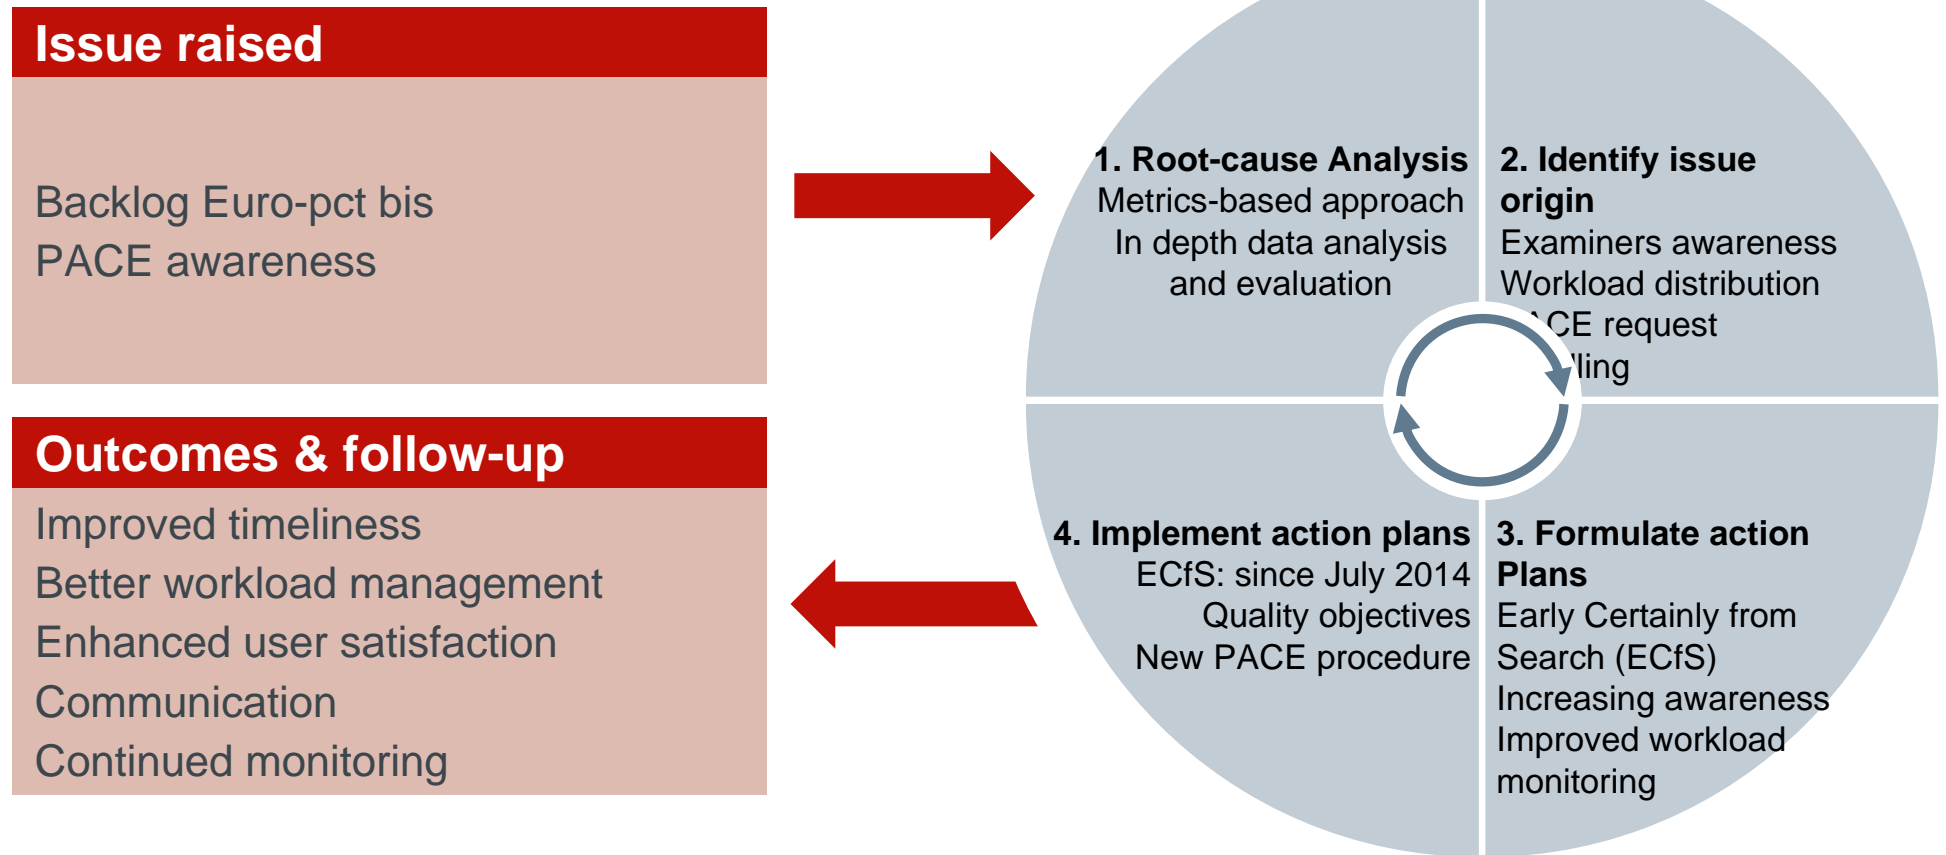 Issue raised
Backlog Euro-pct bis
PACE awareness
Outcomes & follow-up
Improved timeliness
Better workload management
Enhanced user satisfaction
Communication
Continued monitoring
1. Root-cause Analysis
Metrics-based approach
In depth data analysis
and evaluation
2. Identify issue
origin
Examiners awareness
Workload distribution
request
4. Implement action plans
ECfS: since July 2014
Quality objectives
New PACE procedure
3. Formulate action
Plans
Early Certainly from
Search (ECfS)
Increasing awareness
Improved workload
monitoring